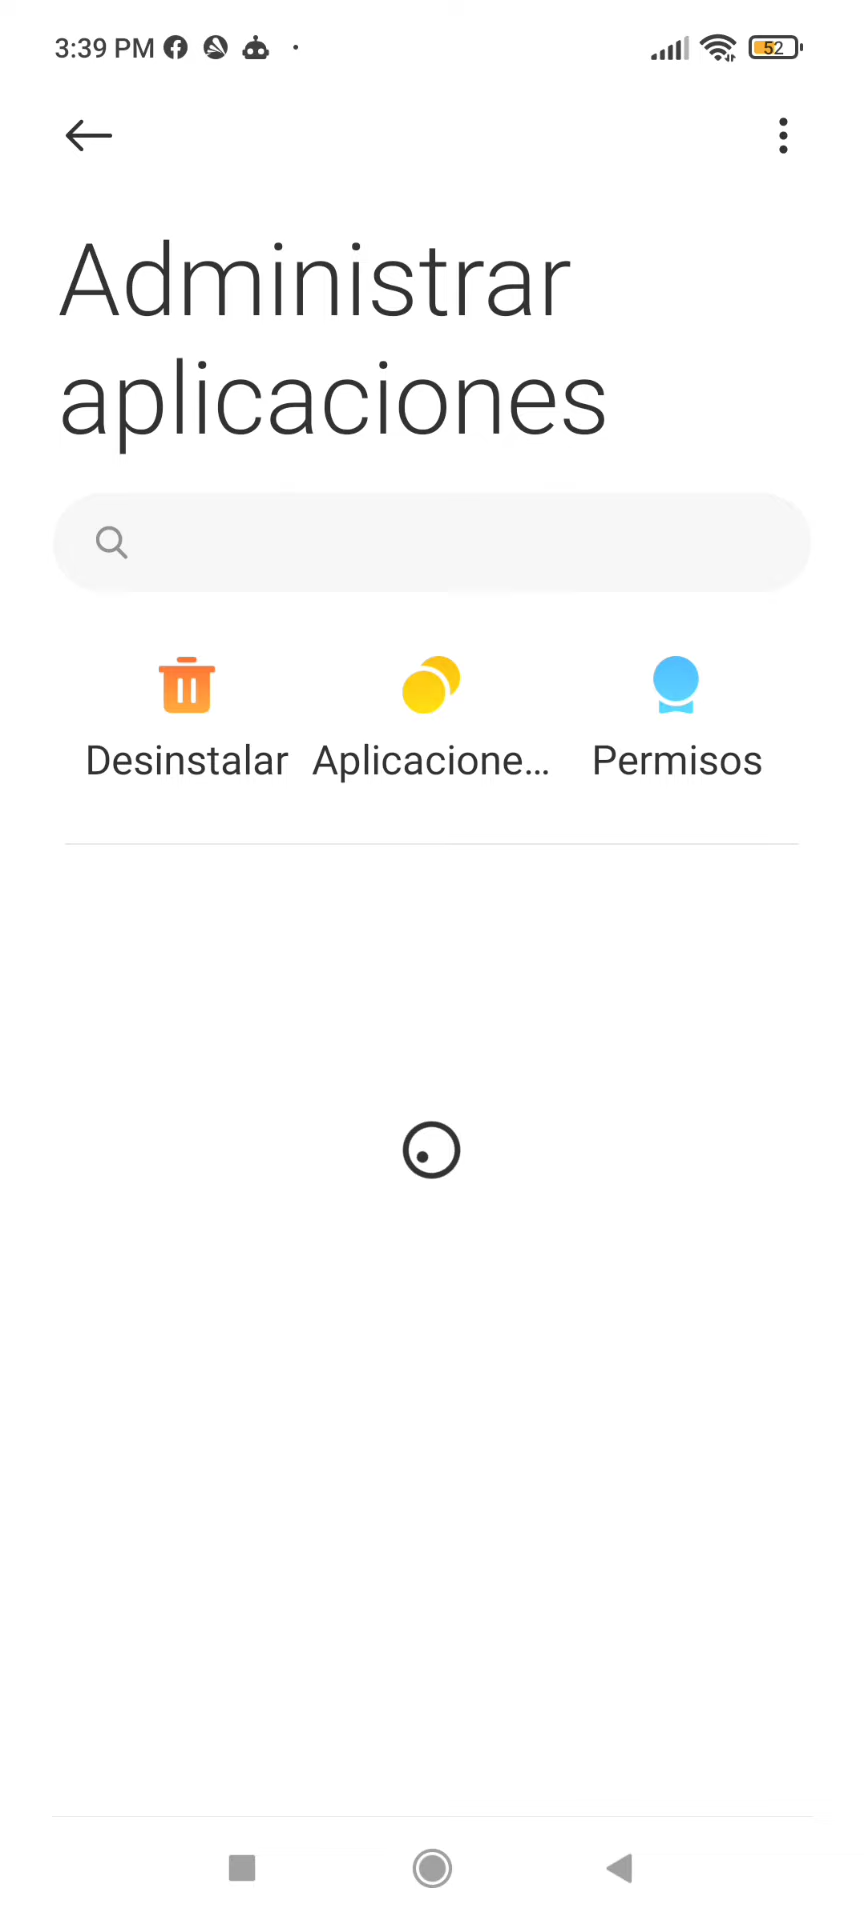 3:39 PM
52
Administrar
aplicaciones
Desinstalar
Aplicacione...
Permisos